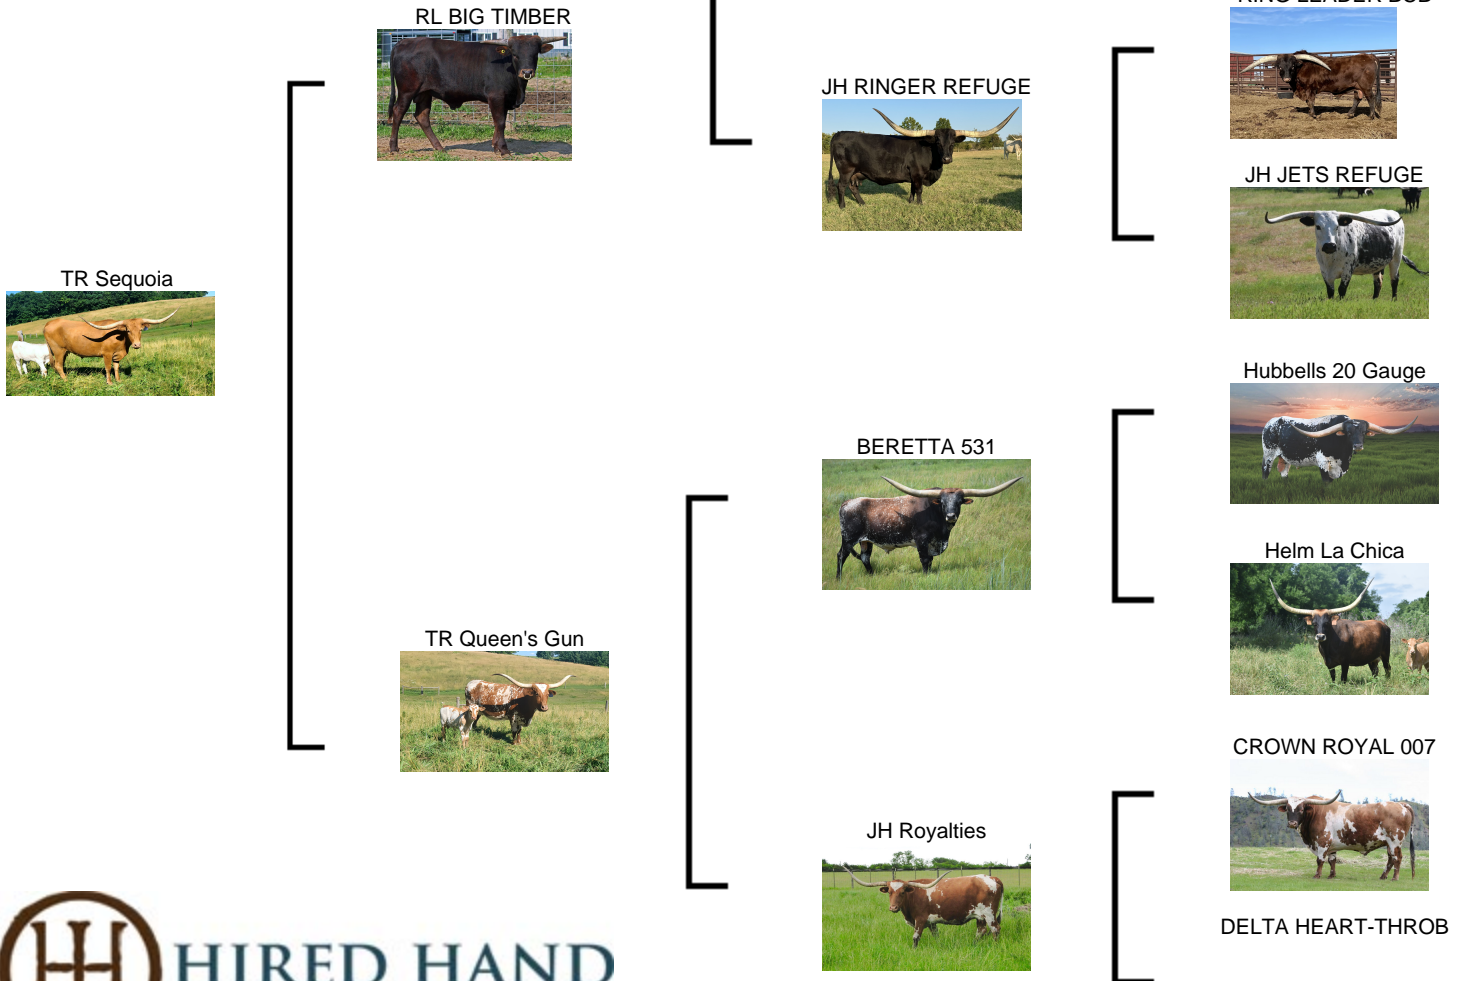 RL BIG TIMBER
JH RINGER REFUGE
JH JETS REFUGE
TR Sequoia
Hubbells 20 Gauge
BERETTA 531
Helm La Chica
TR Queen's Gun
CROWN ROYAL 007
JH Royalties
DELTA HEART-THROB
HIRED HAND